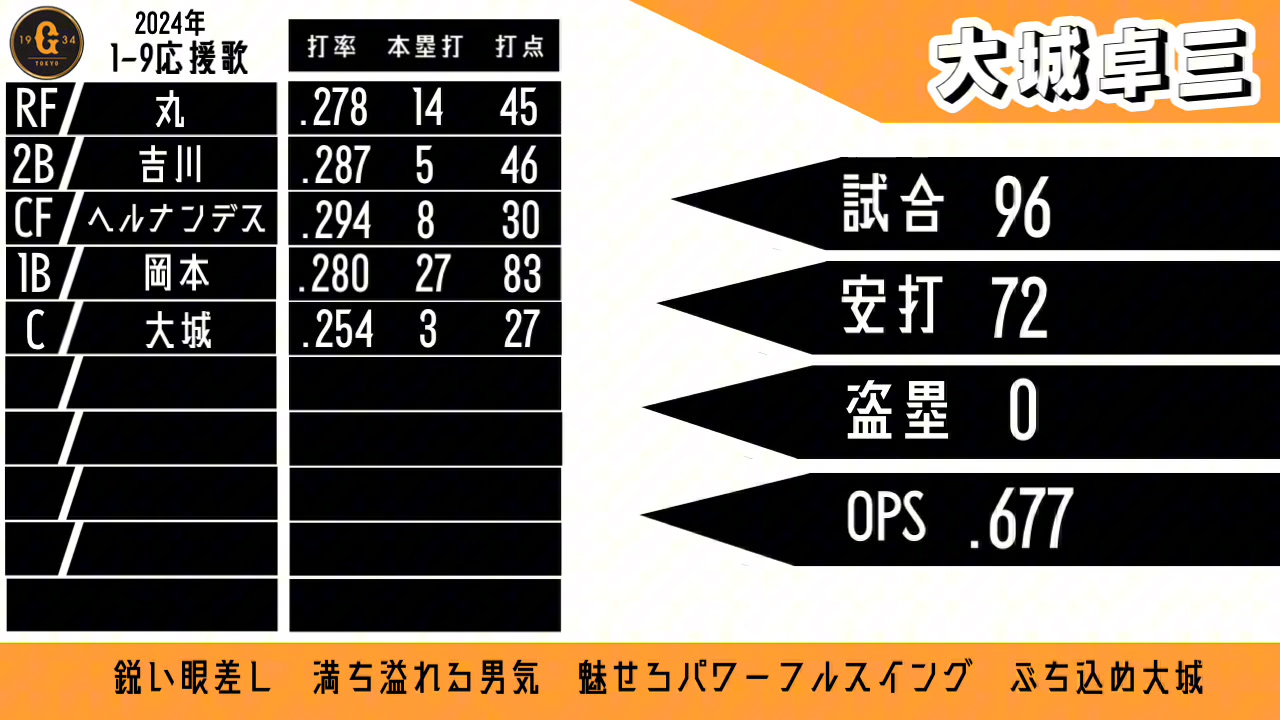 19 G 34
TOKYO
2024年
1-9応援歌
打率 本塁打 打点
RF/ 丸 .278 14 45
2B/ 吉川 .287 5 46
CF/ ヘルナンデス .294 8 30
1B/ 岡本 .280 27 83
C/ 大城 .254 3 27
大城卓三
試合 96
安打 72
盗塁 0
OPS .677
鋭い眼差し 満ち溢れる男気 魅せろパワーフルスイング ぶち込め大城